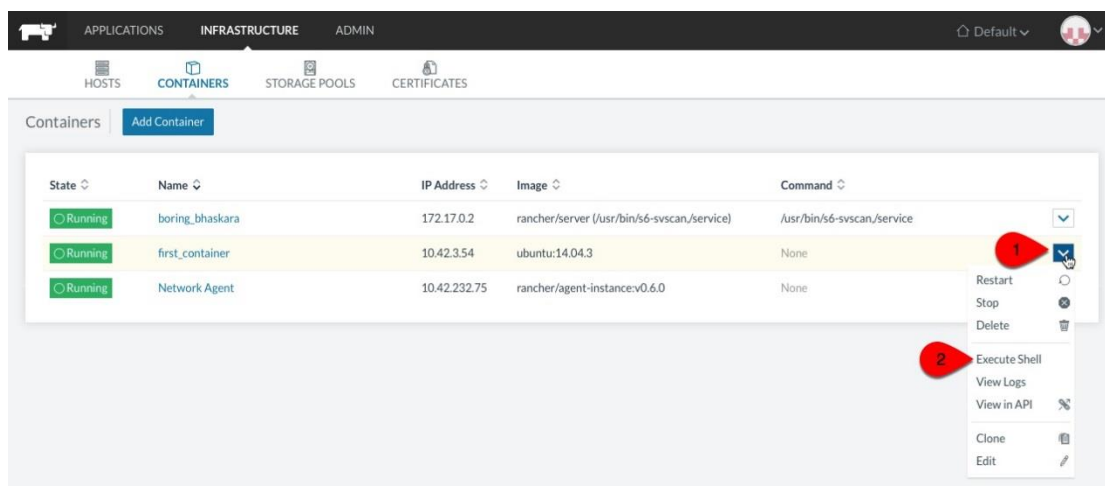 APPLICATIONS INFRASTRUCTURE ADMIN Default
HOSTS CONTAINERS STORAGE POOLS CERTIFICATES
Containers Add Container
State Name IP Address Image Command
Running boring_bhaskara 172.17.0.2 rancher/server (/usr/bin/s6-svscan,/service) /usr/bin/s6-svscan,/service
Running first_container 10.42.3.54 ubuntu:14.04.3 None 1
Running Network Agent 10.42.232.75 rancher/agent-instance:v0.6.0 None
Restart
Stop
Delete
2 Execute Shell
View Logs
View in API
Clone
Edit